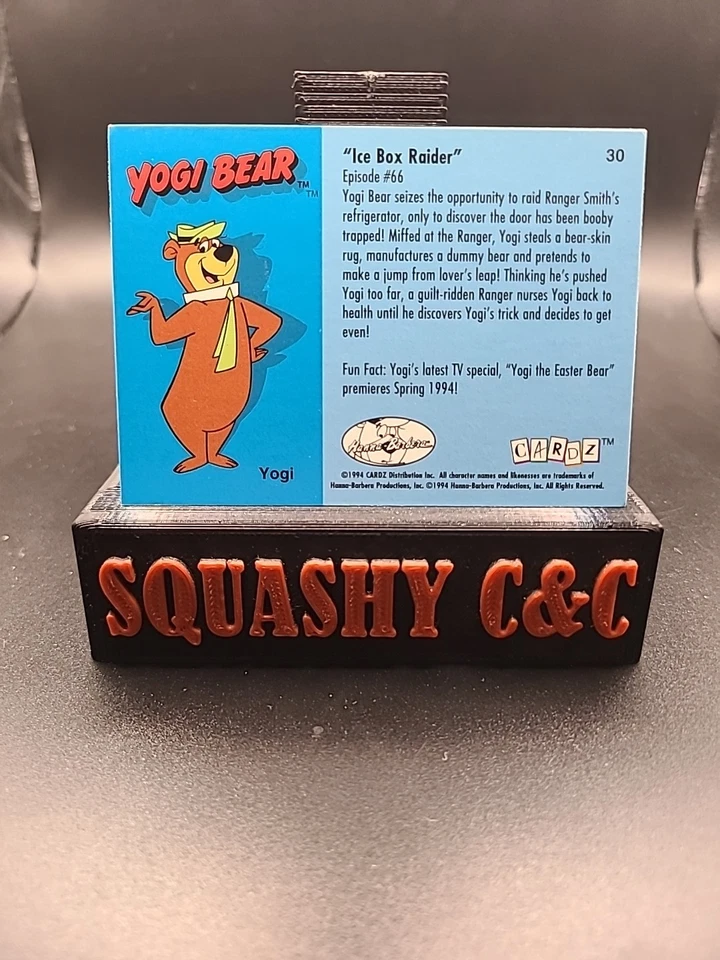 YOGI BEAR™
™
Yogi
"Ice Box Raider"
30
Episode #66
Yogi Bear seizes the opportunity to raid Ranger Smith's
refrigerator, only to discover the door has been booby
trapped! Miffed at the Ranger, Yogi steals a bear-skin
rug, manufactures a dummy bear and pretends to
make a jump from lover's leap! Thinking he's pushed
Yogi too far, a guilt-ridden Ranger nurses Yogi back to
health until he discovers Yogi's trick and decides to get
even!
Fun Fact: Yogi's latest TV special, "Yogi the Easter Bear"
premieres Spring 1994!
Hanna-Barbera
CARDZ™
©1994 CARDZ Distribution Inc. All character names and likenesses are trademarks of
Hanna-Barbera Productions, Inc. ©1994 Hanna-Barbera Productions, Inc. All Rights Reserved.
SQUASHY C&C